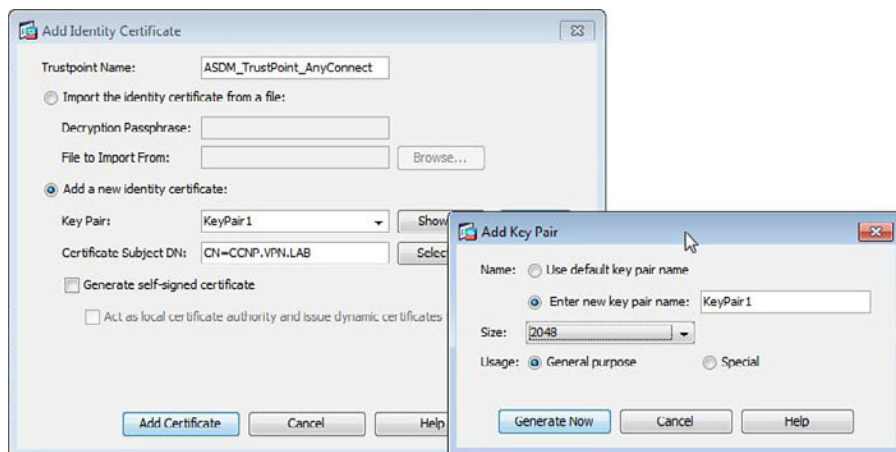 Add Identity Certificate
Trustpoint Name: ASDM_TrustPoint_AnyConnect
Import the identity certificate from a file:
Decryption Passphrase:
File to Import From: Browse...
Add a new identity certificate:
Key Pair: KeyPair1 Show
Certificate Subject DN: CN=CCNP.VPN.LAB Select
Generate self-signed certificate
Act as local certificate authority and issue dynamic certificates
Add Certificate Cancel Help
Add Key Pair
Name: Use default key pair name
Enter new key pair name: KeyPair1
Size: 2048
Usage: General purpose Special
Generate Now Cancel Help